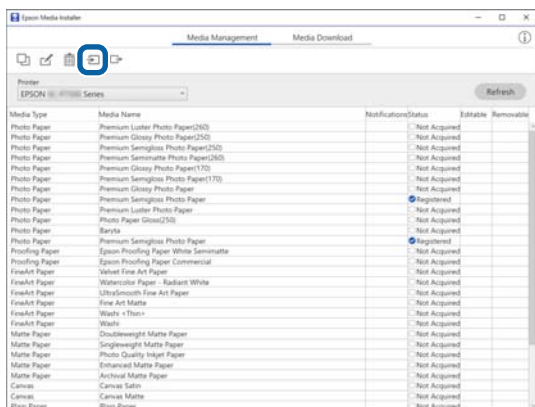 Epson Media Installer
Media Management Media Download
Printer
EPSON Series
Refresh
Media Type Media Name Notifications Status Editable Removable
Photo Paper Premium Luster Photo Paper(260) Not Acquired
Photo Paper Premium Glossy Photo Paper(250) Not Acquired
Photo Paper Premium Semigloss Photo Paper(250) Not Acquired
Photo Paper Premium Semimatte Photo Paper(260) Not Acquired
Photo Paper Premium Glossy Photo Paper(170) Not Acquired
Photo Paper Premium Semigloss Photo Paper(170) Not Acquired
Photo Paper Premium Glossy Photo Paper Not Acquired
Photo Paper Premium Semigloss Photo Paper Registered
Photo Paper Premium Luster Photo Paper Not Acquired
Photo Paper Photo Paper Gloss(250) Not Acquired
Photo Paper Baryta Not Acquired
Photo Paper Premium Semigloss Photo Paper Registered
Proofing Paper Epson Proofing Paper White Semimatte Not Acquired
Proofing Paper Epson Proofing Paper Commercial Not Acquired
FineArt Paper Velvet Fine Art Paper Not Acquired
FineArt Paper Watercolor Paper - Radiant White Not Acquired
FineArt Paper UltraSmooth Fine Art Paper Not Acquired
FineArt Paper Fine Art Matte Not Acquired
FineArt Paper Washi <Thin> Not Acquired
FineArt Paper Washi Not Acquired
Matte Paper Doubleweight Matte Paper Not Acquired
Matte Paper Singleweight Matte Paper Not Acquired
Matte Paper Photo Quality Inkjet Paper Not Acquired
Matte Paper Enhanced Matte Paper Not Acquired
Matte Paper Archival Matte Paper Not Acquired
Canvas Canvas Satin Not Acquired
Canvas Canvas Matte Not Acquired
Plain Paper Plain Paper Not Acquired